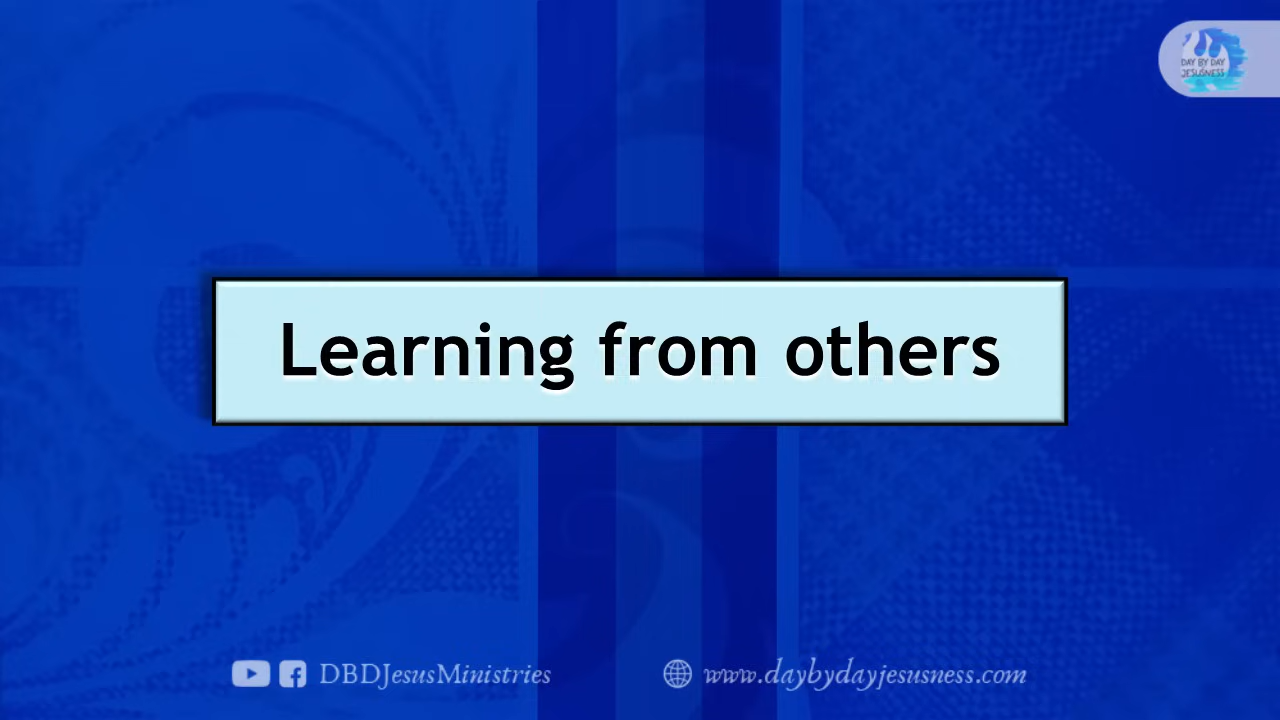 DAY BY DAY
JESUSNESS
Learning from others
DBDJesusMinistries
www.daybydayjesusness.com